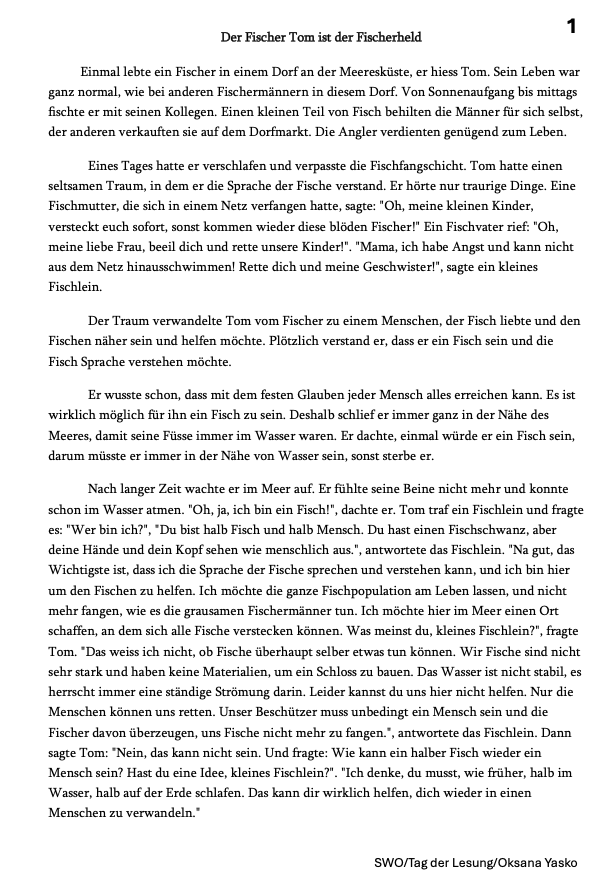 1
Der Fischer Tom ist der Fischerheld
Einmal lebte ein Fischer in einem Dorf an der Meeresküste, er hiess Tom. Sein Leben war
ganz normal, wie bei anderen Fischermännern in diesem Dorf. Von Sonnenaufgang bis mittags
fischte er mit seinen Kollegen. Einen kleinen Teil von Fisch behilten die Männer für sich selbst,
der anderen verkauften sie auf dem Dorfmarkt. Die Angler verdienten genügend zum Leben.
Eines Tages hatte er verschlafen und verpasste die Fischfangschicht. Tom hatte einen
seltsamen Traum, in dem er die Sprache der Fische verstand. Er hörte nur traurige Dinge. Eine
Fischmutter, die sich in einem Netz verfangen hatte, sagte: "Oh, meine kleinen Kinder,
versteckt euch sofort, sonst kommen wieder diese blöden Fischer!" Ein Fischvater rief: "Oh,
meine liebe Frau, beeil dich und rette unsere Kinder!". "Mama, ich habe Angst und kann nicht
aus dem Netz hinausschwimmen! Rette dich und meine Geschwister!", sagte ein kleines
Fischlein.
Der Traum verwandelte Tom vom Fischer zu einem Menschen, der Fisch liebte und den
Fischen näher sein und helfen möchte. Plötzlich verstand er, dass er ein Fisch sein und die
Fisch Sprache verstehen möchte.
Er wusste schon, dass mit dem festen Glauben jeder Mensch alles erreichen kann. Es ist
wirklich möglich für ihn ein Fisch zu sein. Deshalb schlief er immer ganz in der Nähe des
Meeres, damit seine Füsse immer im Wasser waren. Er dachte, einmal würde er ein Fisch sein,
darum müsste er immer in der Nähe von Wasser sein, sonst sterbe er.
Nach langer Zeit wachte er im Meer auf. Er fühlte seine Beine nicht mehr und konnte
schon im Wasser atmen. "Oh, ja, ich bin ein Fisch!", dachte er. Tom traf ein Fischlein und fragte
es: "Wer bin ich?", "Du bist halb Fisch und halb Mensch. Du hast einen Fischschwanz, aber
deine Hände und dein Kopf sehen wie menschlich aus.", antwortete das Fischlein. "Na gut, das
Wichtigste ist, dass ich die Sprache der Fische sprechen und verstehen kann, und ich bin hier
um den Fischen zu helfen. Ich möchte die ganze Fischpopulation am Leben lassen, und nicht
mehr fangen, wie es die grausamen Fischermänner tun. Ich möchte hier im Meer einen Ort
schaffen, an dem sich alle Fische verstecken können. Was meinst du, kleines Fischlein?", fragte
Tom. "Das weiss ich nicht, ob Fische überhaupt selber etwas tun können. Wir Fische sind nicht
sehr stark und haben keine Materialien, um ein Schloss zu bauen. Das Wasser ist nicht stabil, es
herrscht immer eine ständige Strömung darin. Leider kannst du uns hier nicht helfen. Nur die
Menschen können uns retten. Unser Beschützer muss unbedingt ein Mensch sein und die
Fischer davon überzeugen, uns Fische nicht mehr zu fangen.", antwortete das Fischlein. Dann
sagte Tom: "Nein, das kann nicht sein. Und fragte: Wie kann ein halber Fisch wieder ein
Mensch sein? Hast du eine Idee, kleines Fischlein?". "Ich denke, du musst, wie früher, halb im
Wasser, halb auf der Erde schlafen. Das kann dir wirklich helfen, dich wieder in einen
Menschen zu verwandeln."
SWO/Tag der Lesung/Oksana Yasko